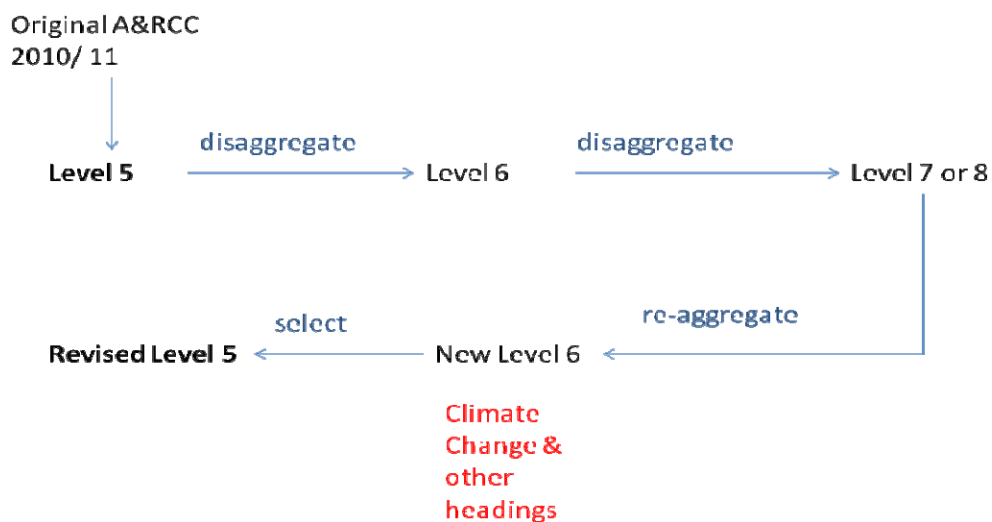 Original A&RCC
2010/ 11
disaggregate
disaggregate
Level 5
Level 6
Level 7 or 8
select
re-aggregate
Revised Level 5
New Level 6
Climate
Change &
other
headings